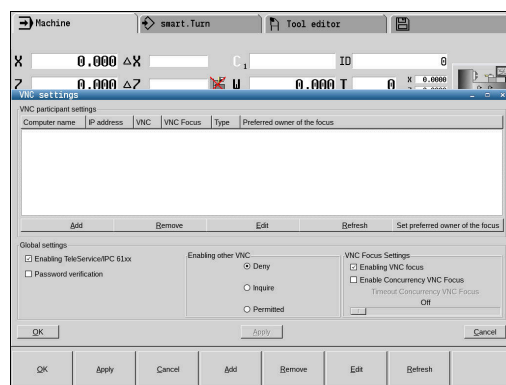 Machine smart.Turn Tool editor
X 0.000 ΔX C 1 ID 0
Z 0.000 ΔZ W 0.000 T 0 X 0.0000
VNC settings
VNC participant settings
Computer name IP address VNC VNC Focus Type Preferred owner of the focus
Add Remove Edit Refresh Set preferred owner of the focus
Global settings
Enabling TeleService/IPC 61xx
Password verification
Enabling other VNC
Deny
Inquire
Permitted
VNC Focus Settings
Enabling VNC focus
Enable Concurrency VNC Focus
Timeout Concurrency VNC Focus
Off
OK Apply Cancel
OK Apply Cancel Add Remove Edit Refresh